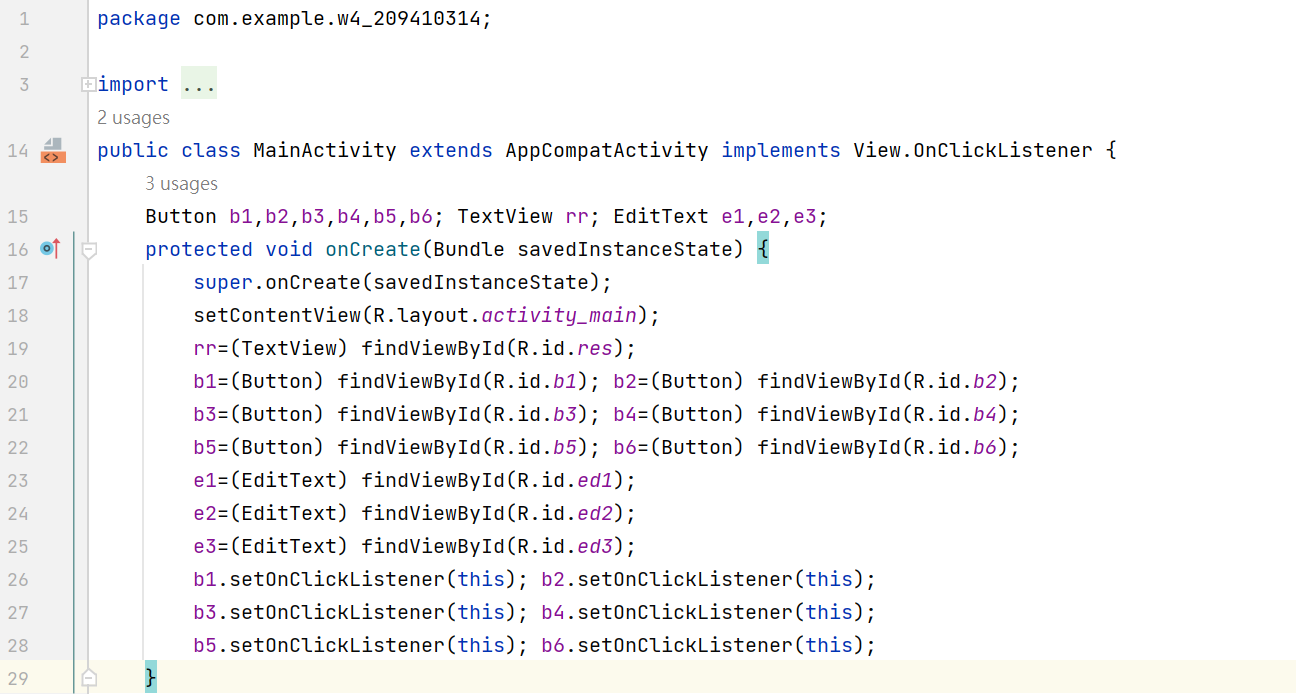 1 package com.example.w4_209410314;
2
3 import ...
2 usages
14 public class MainActivity extends AppCompatActivity implements View.OnClickListener {
3 usages
15 Button b1,b2,b3,b4,b5,b6; TextView rr; EditText e1,e2,e3;
16 protected void onCreate(Bundle savedInstanceState) {
17 super.onCreate(savedInstanceState);
18 setContentView(R.layout.activity_main);
19 rr=(TextView) findViewById(R.id.res);
20 b1=(Button) findViewById(R.id.b1); b2=(Button) findViewById(R.id.b2);
21 b3=(Button) findViewById(R.id.b3); b4=(Button) findViewById(R.id.b4);
22 b5=(Button) findViewById(R.id.b5); b6=(Button) findViewById(R.id.b6);
23 e1=(EditText) findViewById(R.id.ed1);
24 e2=(EditText) findViewById(R.id.ed2);
25 e3=(EditText) findViewById(R.id.ed3);
26 b1.setOnClickListener(this); b2.setOnClickListener(this);
27 b3.setOnClickListener(this); b4.setOnClickListener(this);
28 b5.setOnClickListener(this); b6.setOnClickListener(this);
29 }